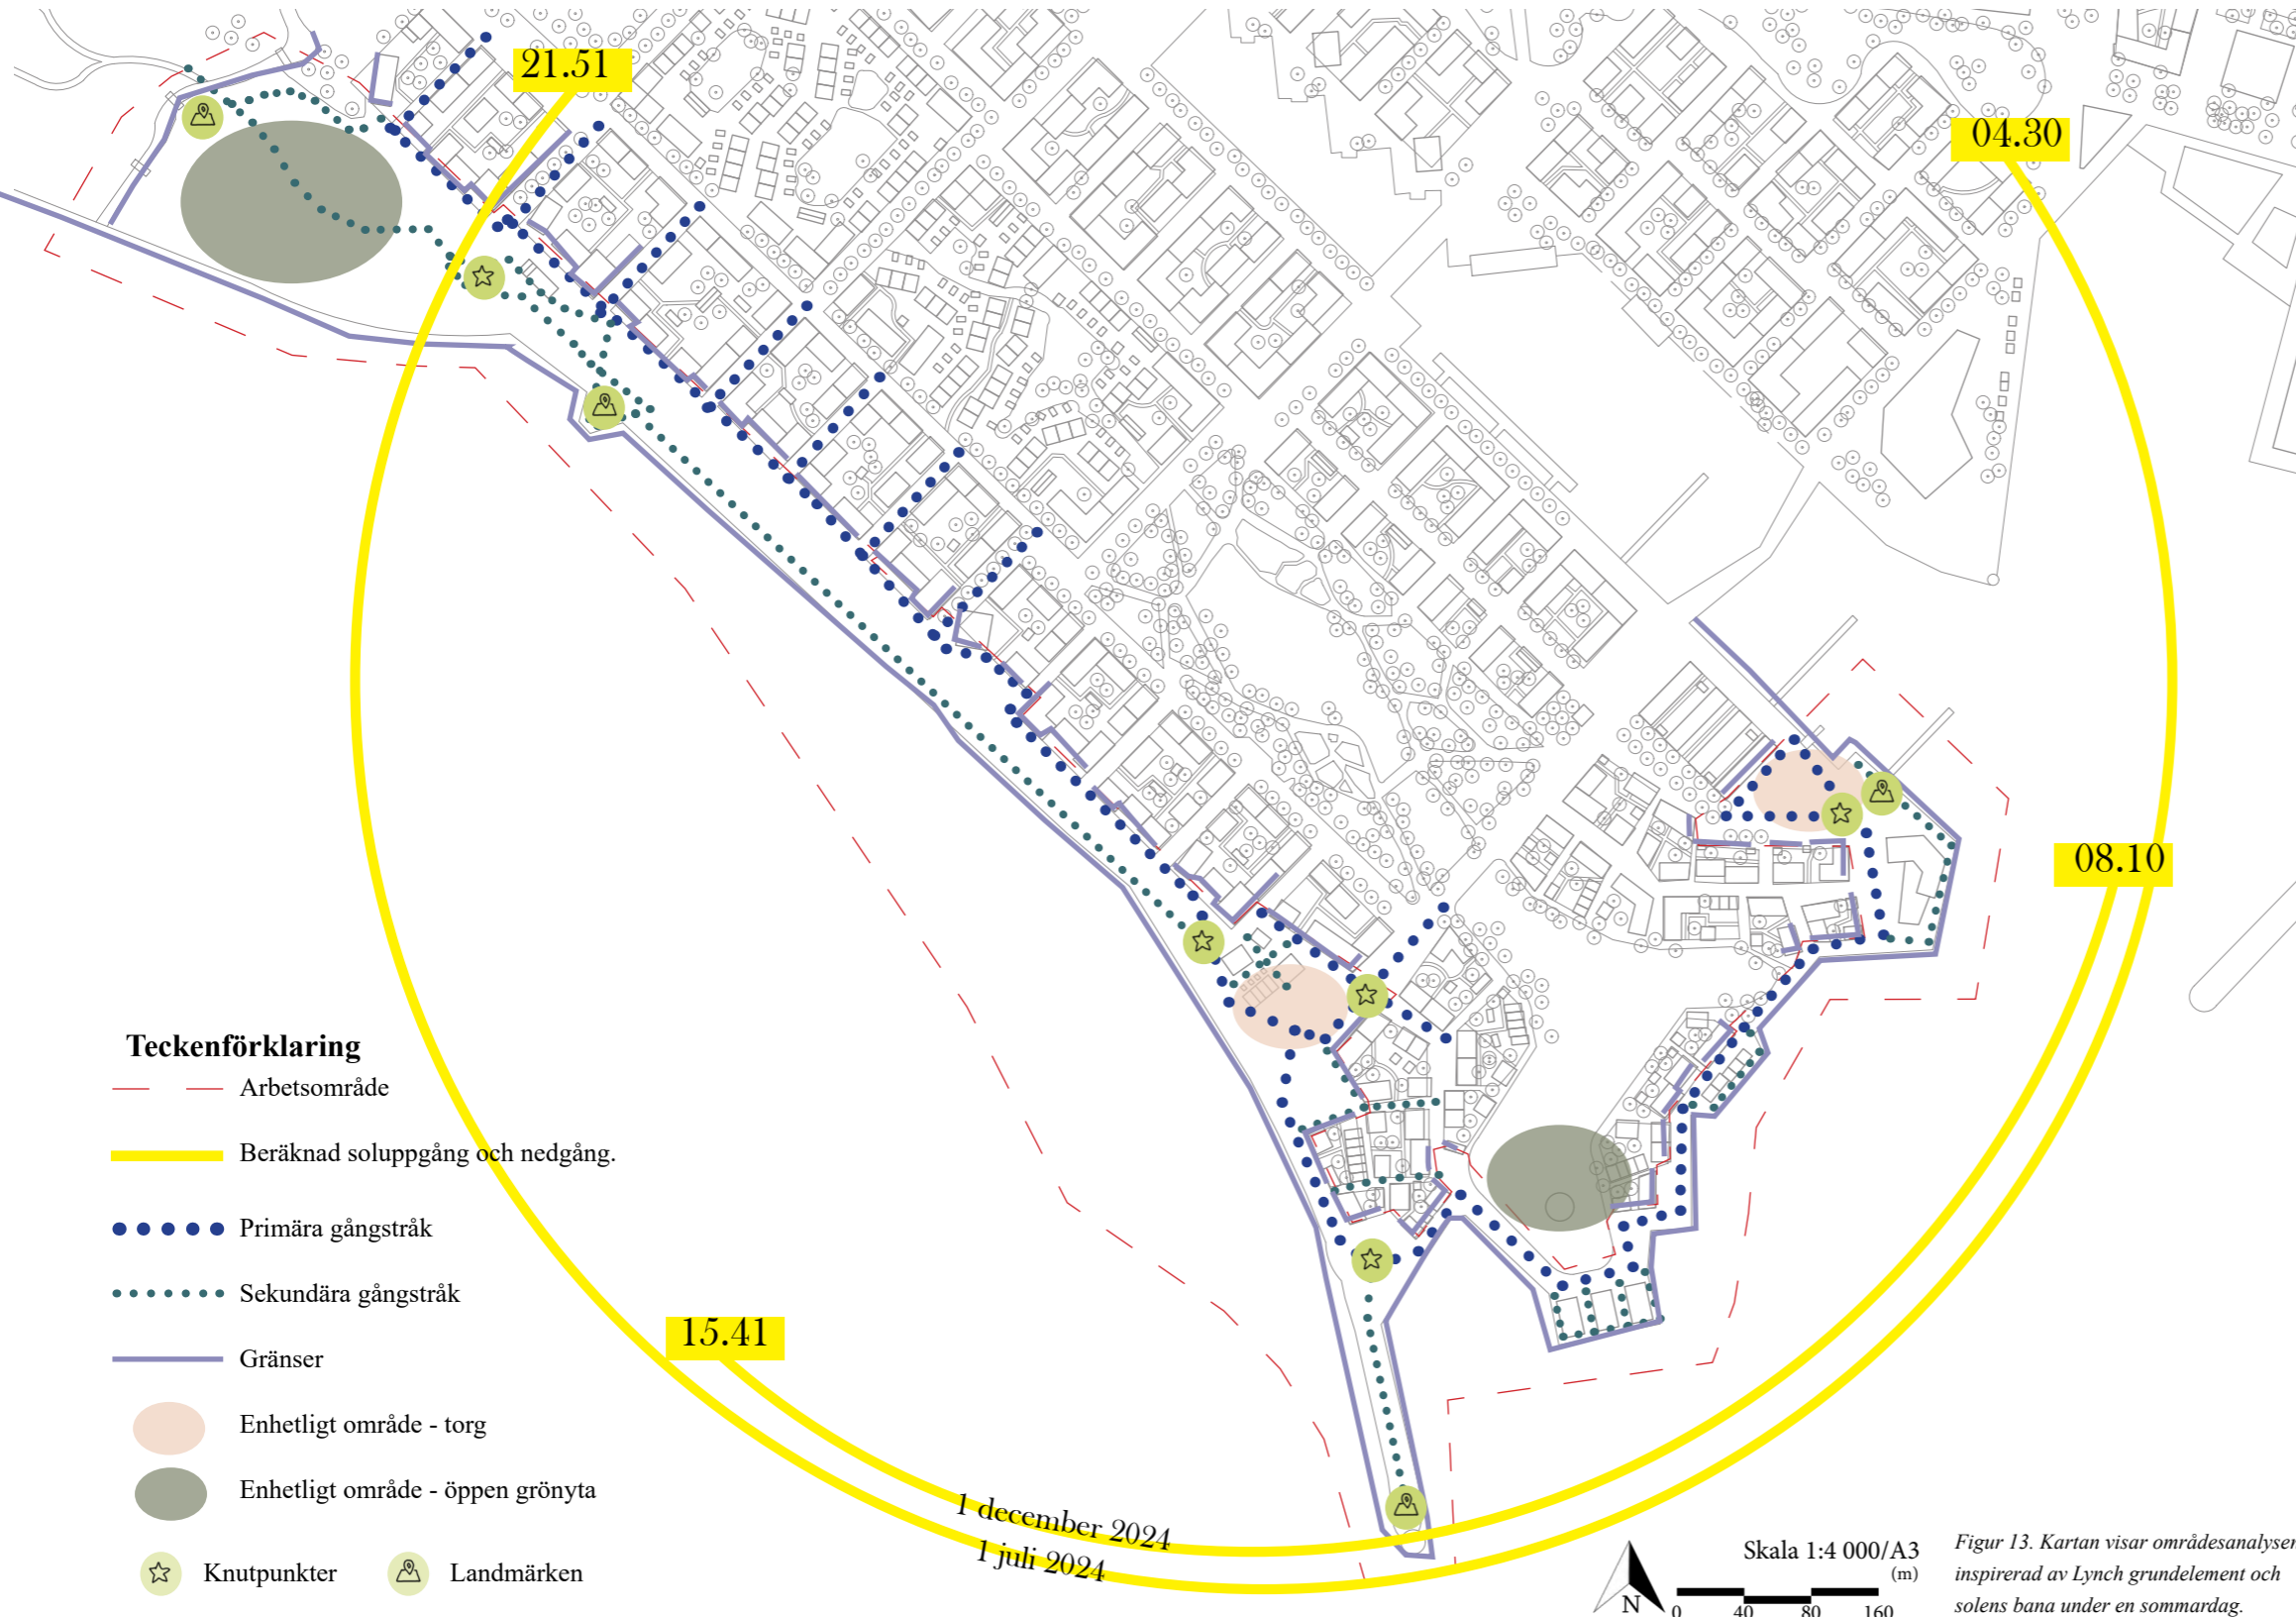 21.51
04.30
08.10
15.41
1 december 2024
1 juli 2024
Teckenförklaring
Arbetsområde
Beräknad soluppgång och nedgång.
Primära gångstråk
Sekundära gångstråk
Gränser
Enhetligt område - torg
Enhetligt område - öppen grönyta
Knutpunkter
Landmärken
N
Skala 1:4 000/A3
(m)
0 40 80 160
Figur 13. Kartan visar områdesanalysen
inspirerad av Lynch grundelement och
solens bana under en sommardag.